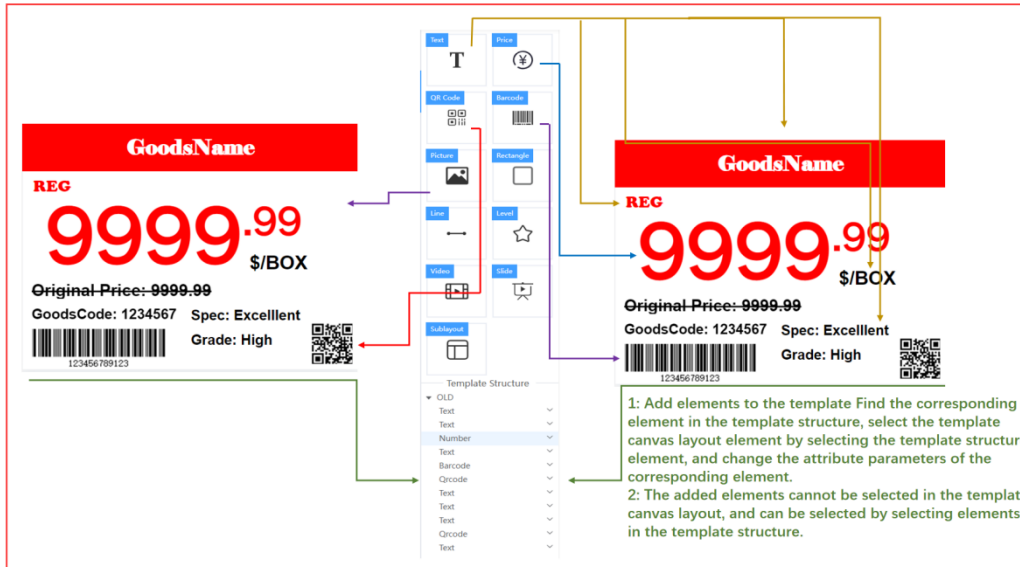 GoodsName
REG
9999.99
$/BOX
Original Price: 9999.99
GoodsCode: 1234567
Spec: Excelllent
Grade: High
123456789123
Text
T
Price
¥
QR Code
Barcode
Picture
Rectangle
Line
Level
Video
Slide
Sublayout
Template Structure
OLD
Text
Text
Number
Text
Barcode
Qrcode
Text
Text
Text
Qrcode
Text
GoodsName
REG
9999.99
$/BOX
Original Price: 9999.99
GoodsCode: 1234567
Spec: Excelllent
Grade: High
123456789123
1: Add elements to the template Find the corresponding
element in the template structure, select the template
canvas layout element by selecting the template structur
element, and change the attribute parameters of the
corresponding element.
2: The added elements cannot be selected in the templat
canvas layout, and can be selected by selecting elements
in the template structure.